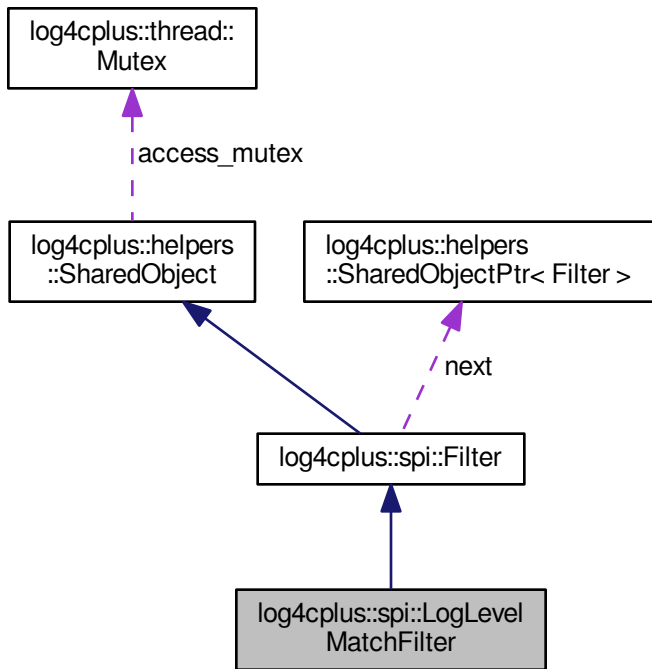 log4cplus::thread::
Mutex
access_mutex
log4cplus::helpers
::SharedObject
log4cplus::helpers
::SharedObjectPtr< Filter >
next
log4cplus::spi::Filter
log4cplus::spi::LogLevel
MatchFilter